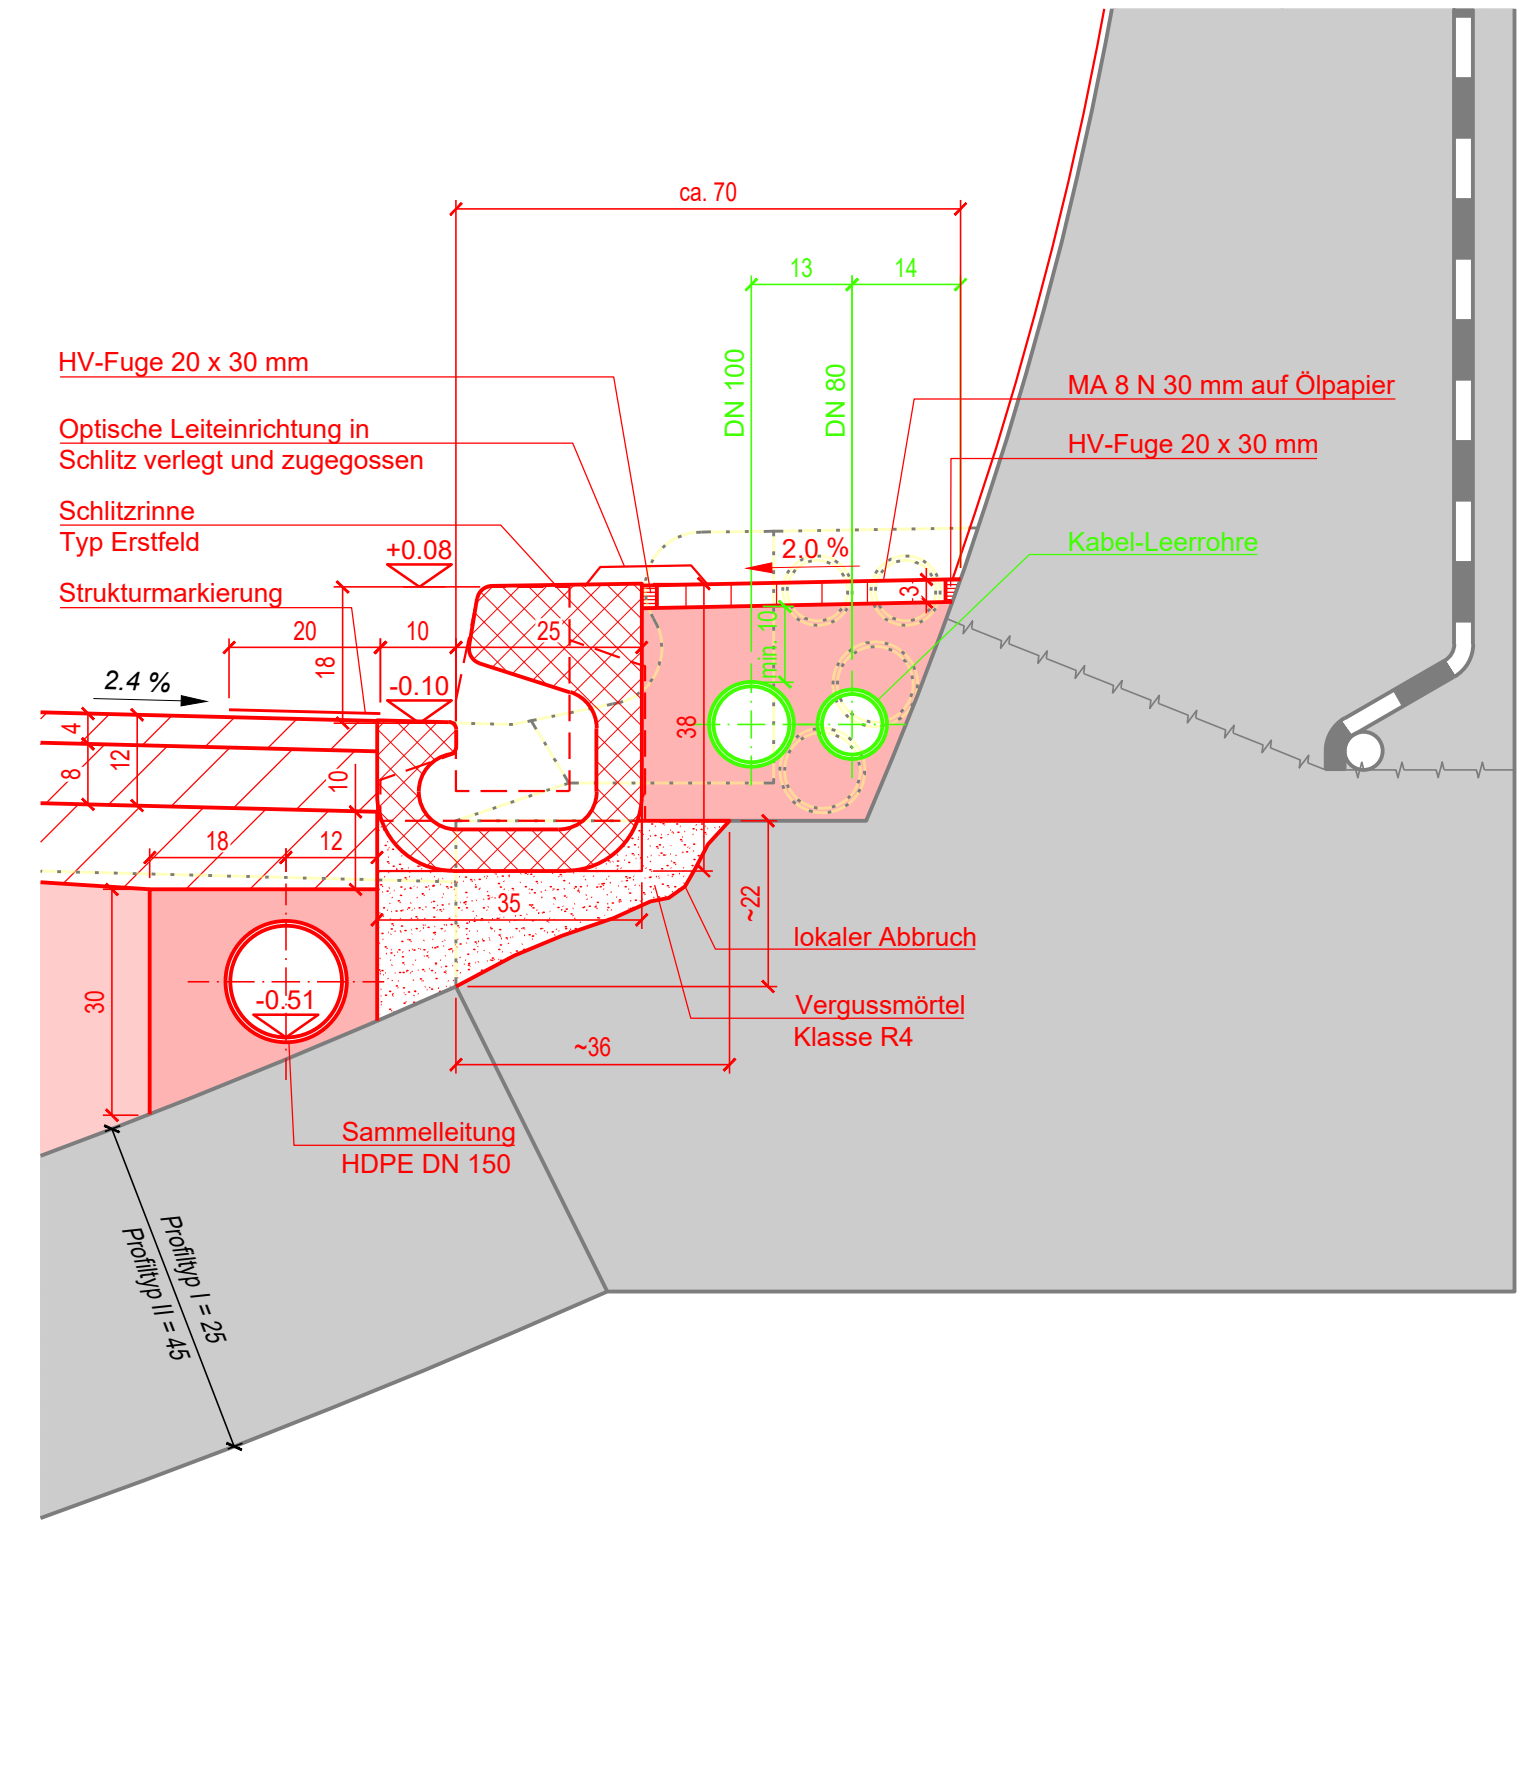 ca. 70
13
14
DN 100
DN 80
HV-Fuge 20 x 30 mm
MA 8 N 30 mm auf Ölpapier
Optische Leiteinrichtung in
Schlitz verlegt und zugegossen
HV-Fuge 20 x 30 mm
Schlitzrinne
Typ Erstfeld
+0.08
2.0 %
Kabel-Leerrohre
Strukturmarkierung
3
20
10
25
min. 10
18
2.4 %
-0.10
4
12
8
10
38
18
12
35
~22
lokaler Abbruch
30
-0.51
Vergussmörtel
Klasse R4
~36
Sammelleitung
HDPE DN 150
Profiltyp I = 25
Profiltyp II = 45